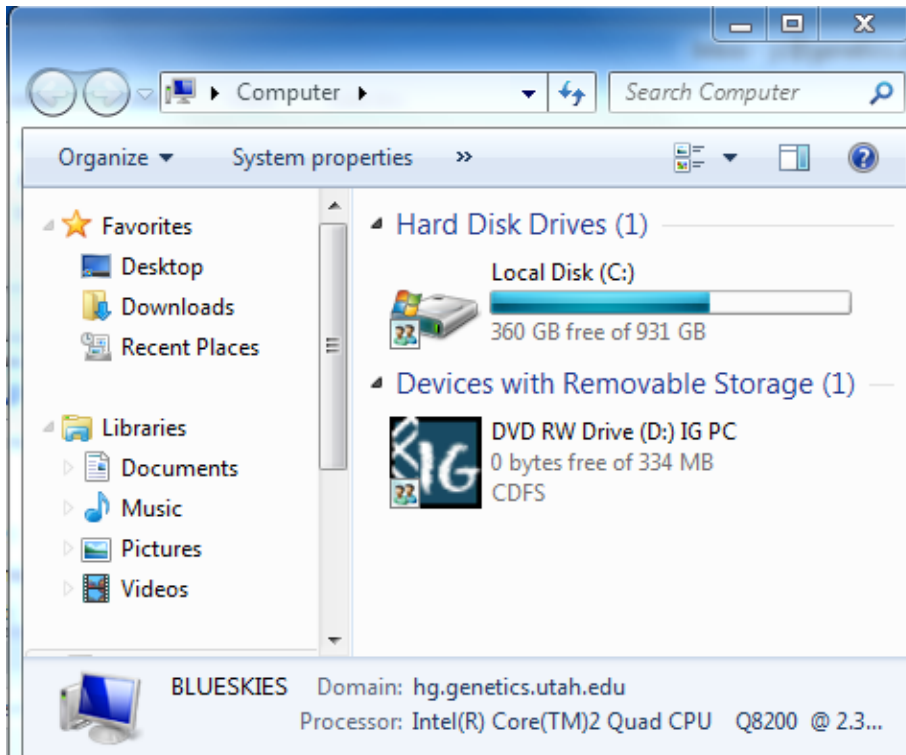 Computer
Search Computer
Organize System properties »
Favorites
Desktop
Downloads
Recent Places
Libraries
Documents
Music
Pictures
Videos
Hard Disk Drives (1)
Local Disk (C:)
360 GB free of 931 GB
Devices with Removable Storage (1)
IG
DVD RW Drive (D:) IG PC
0 bytes free of 334 MB
CDFS
BLUESKIES Domain: hg.genetics.utah.edu
Processor: Intel(R) Core(TM)2 Quad CPU Q8200 @ 2.3...